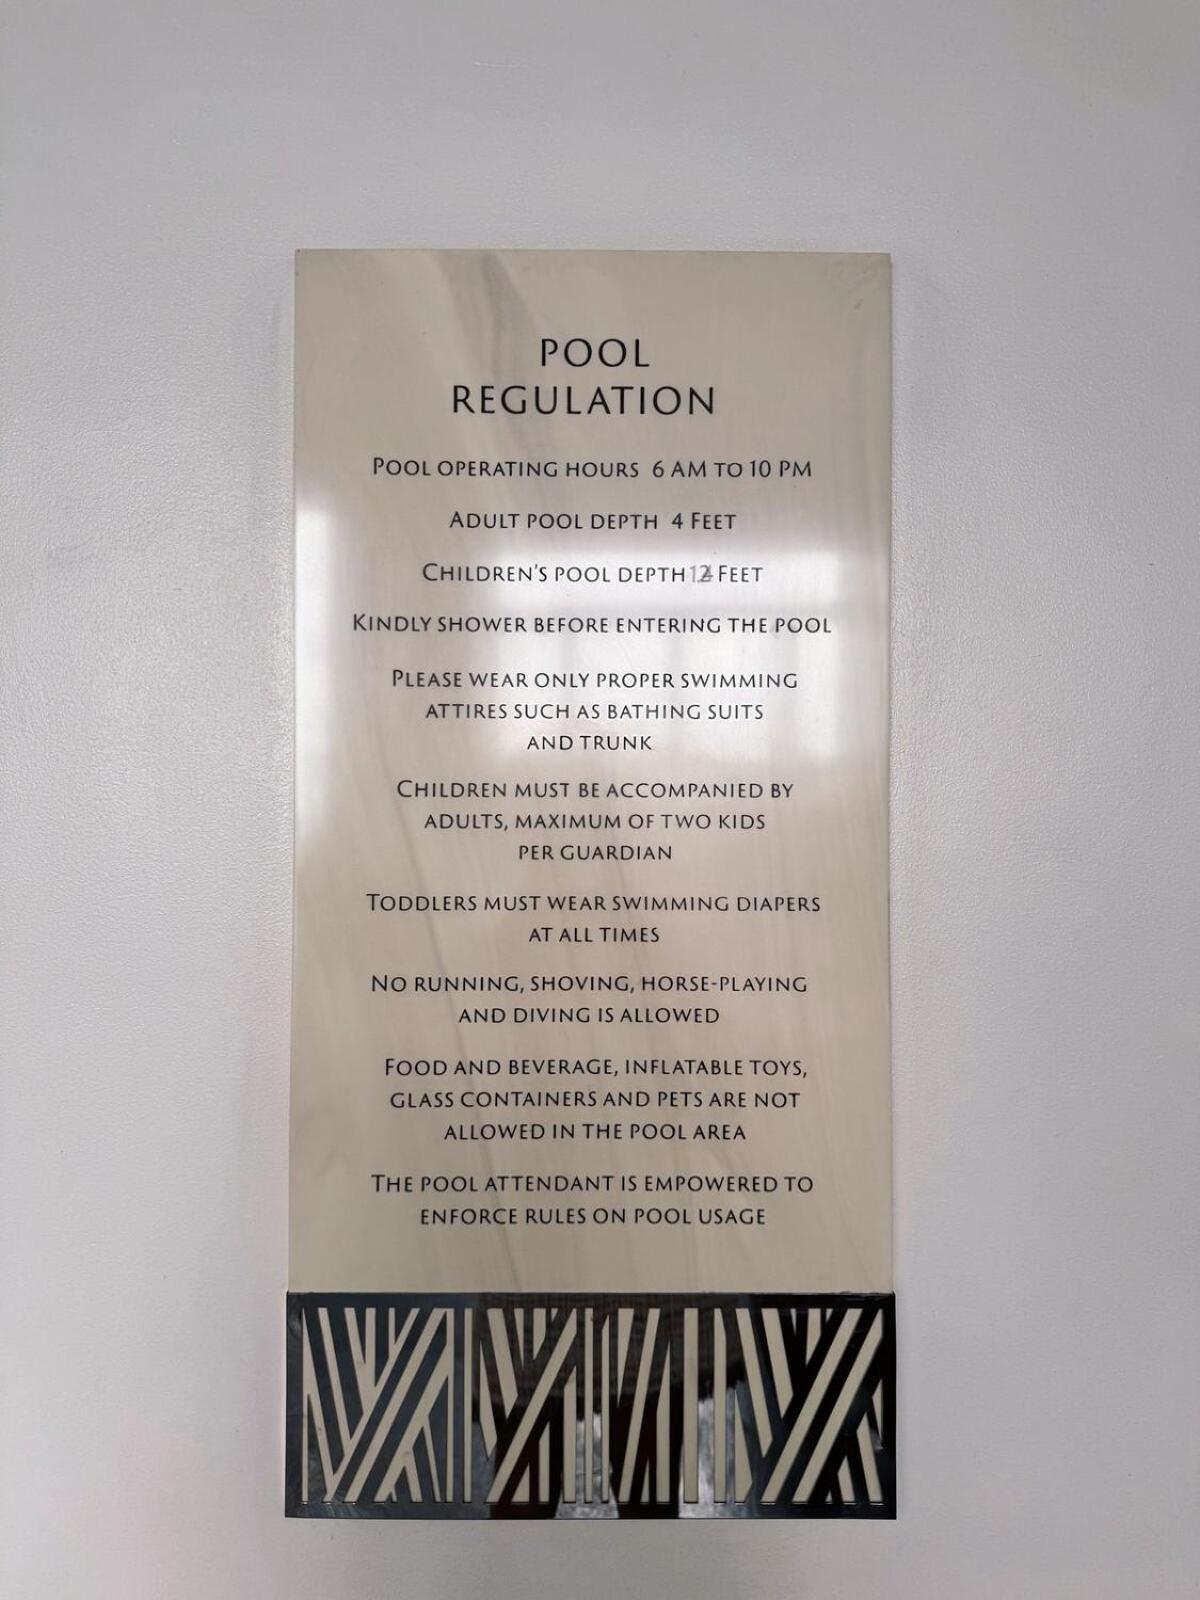 POOL
REGULATION
POOL OPERATING HOURS 6 AM TO 10 PM
ADULT POOL DEPTH 4 FEET
CHILDREN'S POOL DEPTH FEET
KINDLY SHOWER BEFORE ENTERING THE POOL
PLEASE WEAR ONLY PROPER SWIMMING
ATTIRES SUCH AS BATHING SUITS
AND TRUNK
CHILDREN MUST BE ACCOMPANIED BY
ADULTS, MAXIMUM OF TWO KIDS
PER GUARDIAN
TODDLERS MUST WEAR SWIMMING DIAPERS
AT ALL TIMES
NO RUNNING, SHOVING, HORSE-PLAYING
AND DIVING IS ALLOWED
FOOD AND BEVERAGE, INFLATABLE TOYS,
GLASS CONTAINERS AND PETS ARE NOT
ALLOWED IN THE POOL AREA
THE POOL ATTENDANT IS EMPOWERED TO
ENFORCE RULES ON POOL USAGE